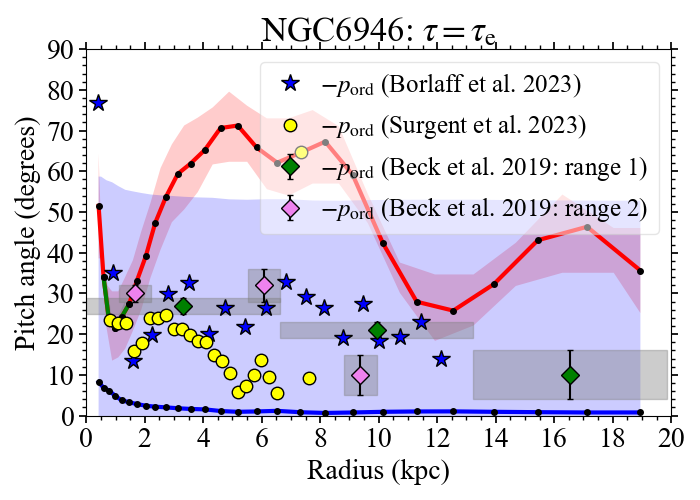 NGC6946: τ = τe
Pitch angle (degrees)
90
80
70
60
50
40
30
20
10
0
−pord (Borlaff et al. 2023)
−pord (Surgent et al. 2023)
−pord (Beck et al. 2019: range 1)
−pord (Beck et al. 2019: range 2)
0 2 4 6 8 10 12 14 16 18 20
Radius (kpc)